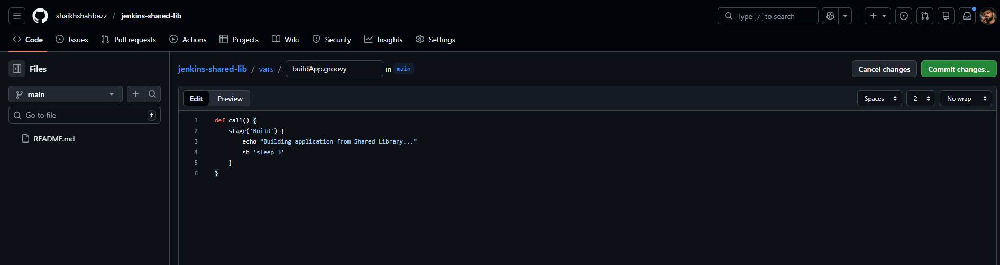 shaikhshahbazz / jenkins-shared-lib
Type / to search
Code Issues Pull requests Actions Projects Wiki Security Insights Settings
Files
jenkins-shared-lib / vars / buildApp.groovy in main
Cancel changes Commit changes...
main
Edit Preview
Spaces 2 No wrap
Go to file t
README.md
1 def call() {
2 stage('Build') {
3 echo "Building application from Shared Library..."
4 sh 'sleep 3'
5 }
6 }